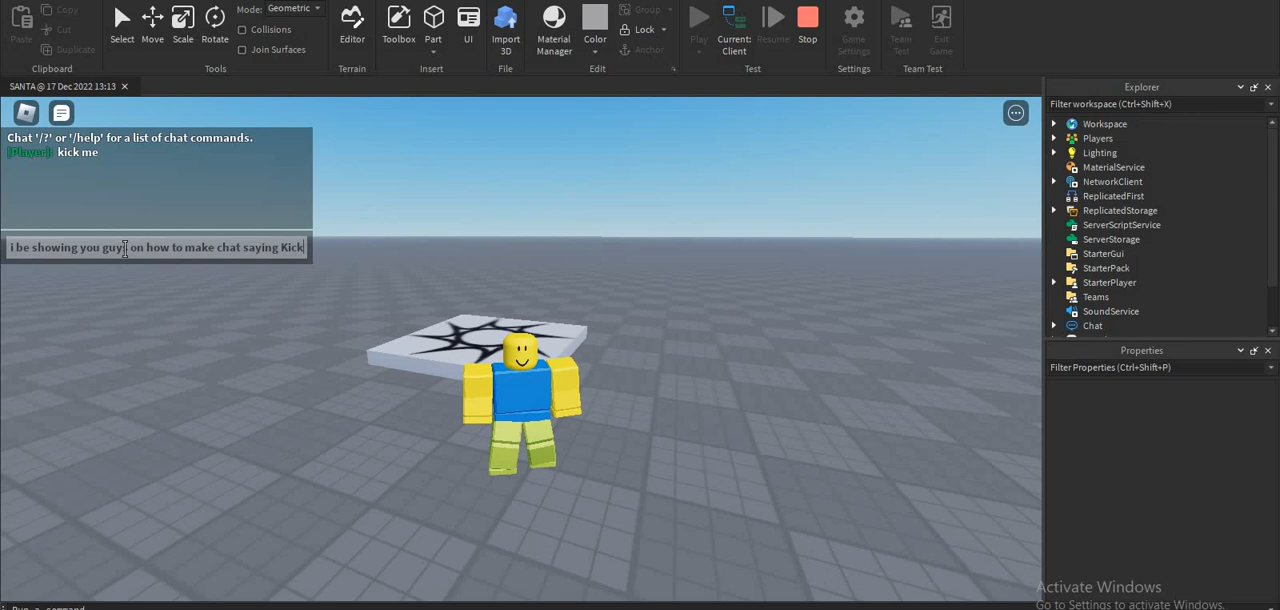 Paste
Copy
Cut
Duplicate
Clipboard
Select
Move
Scale
Rotate
Mode: Geometric
Collisions
Join Surfaces
Tools
Editor
Terrain
Toolbox
Part
UI
Insert
Import
3D
File
Material
Manager
Color
Group
Lock
Anchor
Edit
Play
Current:
Client
Resume
Stop
Test
Game
Settings
Settings
Team
Test
Exit
Game
Team Test
SANTA @ 17 Dec 2022 13:13
Chat '/?' or '/help' for a list of chat commands.
[Player]: kick me
i be showing you guys on how to make chat saying Kick
Explorer
Filter workspace (Ctrl+Shift+X)
Workspace
Players
Lighting
MaterialService
NetworkClient
ReplicatedFirst
ReplicatedStorage
ServerScriptService
ServerStorage
StarterGui
StarterPack
StarterPlayer
Teams
SoundService
Chat
Properties
Filter Properties (Ctrl+Shift+P)
Activate Windows
Go to Settings to activate Windows.
Run a command